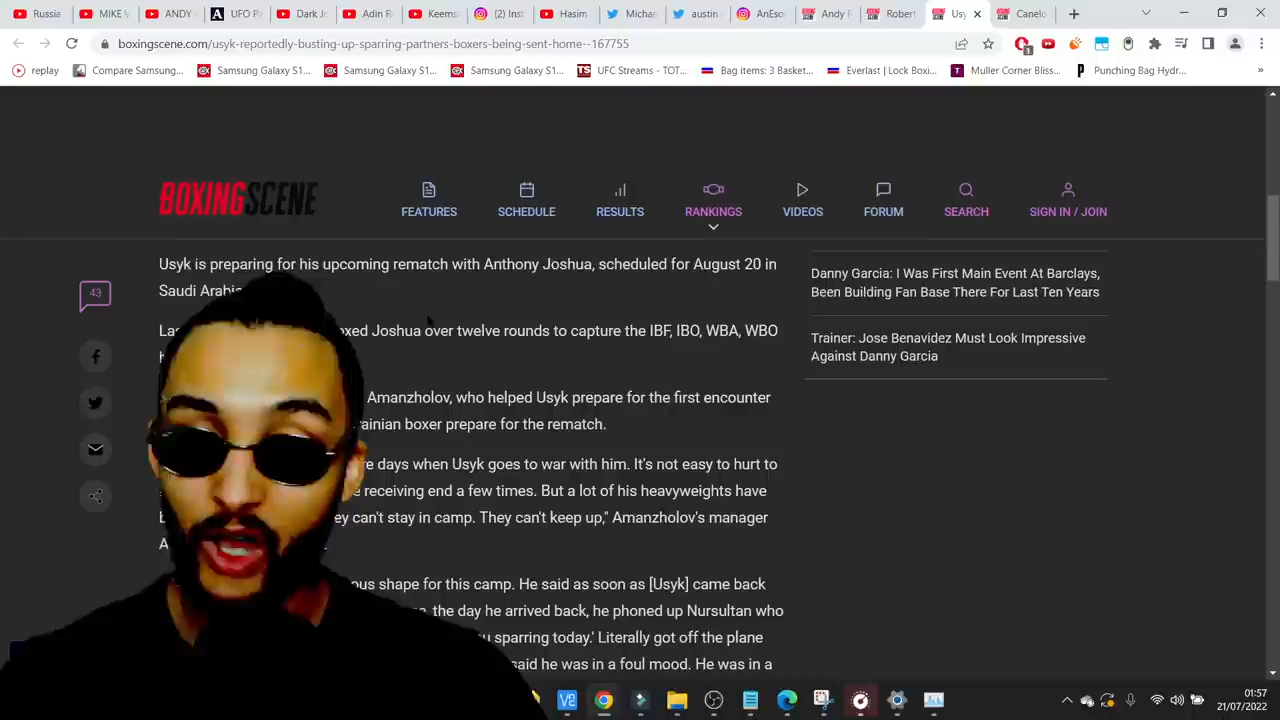 Russia
MIKE
ANDY
UFO Pa
Dark Jo
Adin R
Keems
(2) Inst
Hasim
Micha
austin
AnEso
Andy R
Rober
Usy
Canelo
boxingscene.com/usyk-reportedly-busting-up-sparring-partners-boxers-being-sent-home--167755
3
replay
Compare Samsung...
Samsung Galaxy S1...
Samsung Galaxy S1...
Samsung Galaxy S1...
TS UFC Streams - TOT...
Bag items: 3 Basket...
Everlast | Lock Boxi...
T Muller Corner Bliss...
P Punching Bag Hydr...
»
BOXINGSCENE
FEATURES
SCHEDULE
RESULTS
RANKINGS
VIDEOS
FORUM
SEARCH
SIGN IN / JOIN
43
Usyk is preparing for his upcoming rematch with Anthony Joshua, scheduled for August 20 in
Saudi Arabi
La
oxed Joshua over twelve rounds to capture the IBF, IBO, WBA, WBO
h
Amanzholov, who helped Usyk prepare for the first encounter
rainian boxer prepare for the rematch.
re days when Usyk goes to war with him. It's not easy to hurt to
e receiving end a few times. But a lot of his heavyweights have
b
ey can't stay in camp. They can't keep up," Amanzholov's manager
A
ous shape for this camp. He said as soon as [Usyk] came back
the day he arrived back, he phoned up Nursultan who
u sparring today.' Literally got off the plane
said he was in a foul mood. He was in a
Danny Garcia: I Was First Main Event At Barclays,
Been Building Fan Base There For Last Ten Years
Trainer: Jose Benavidez Must Look Impressive
Against Danny Garcia
01:57
21/07/2022